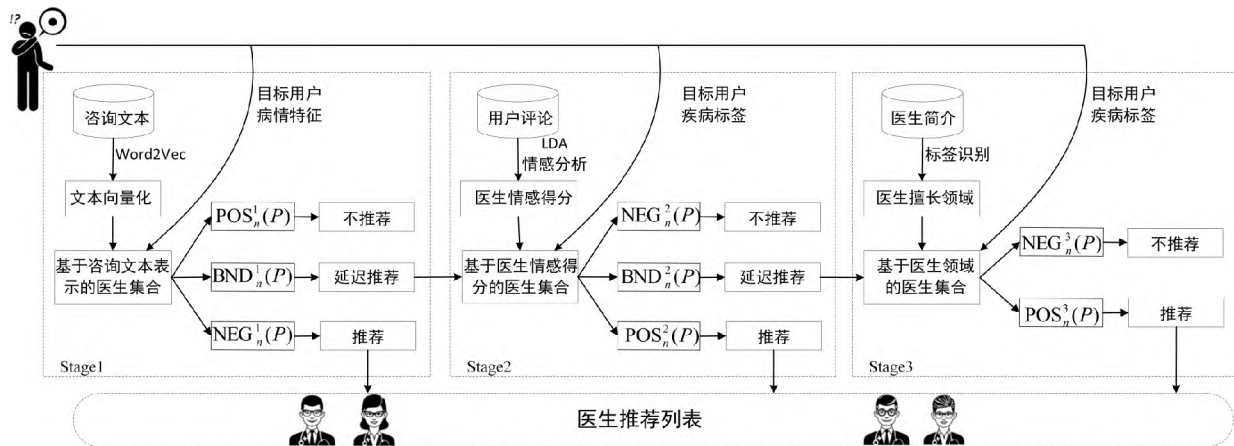 !?
咨询文本
目标用户
病情特征
Word2Vec
文本向量化
基于咨询文本表
示的医生集合
POS¹ₙ(P)
不推荐
BND¹ₙ(P)
延迟推荐
NEG¹ₙ(P)
推荐
Stage1
用户评论
目标用户
疾病标签
LDA
情感分析
医生情感得分
基于医生情感得
分的医生集合
NEG²ₙ(P)
不推荐
BND²ₙ(P)
延迟推荐
POS²ₙ(P)
推荐
Stage2
医生简介
目标用户
疾病标签
标签识别
医生擅长领域
基于医生领域
的医生集合
NEG³ₙ(P)
不推荐
POS³ₙ(P)
推荐
Stage3
医生推荐列表